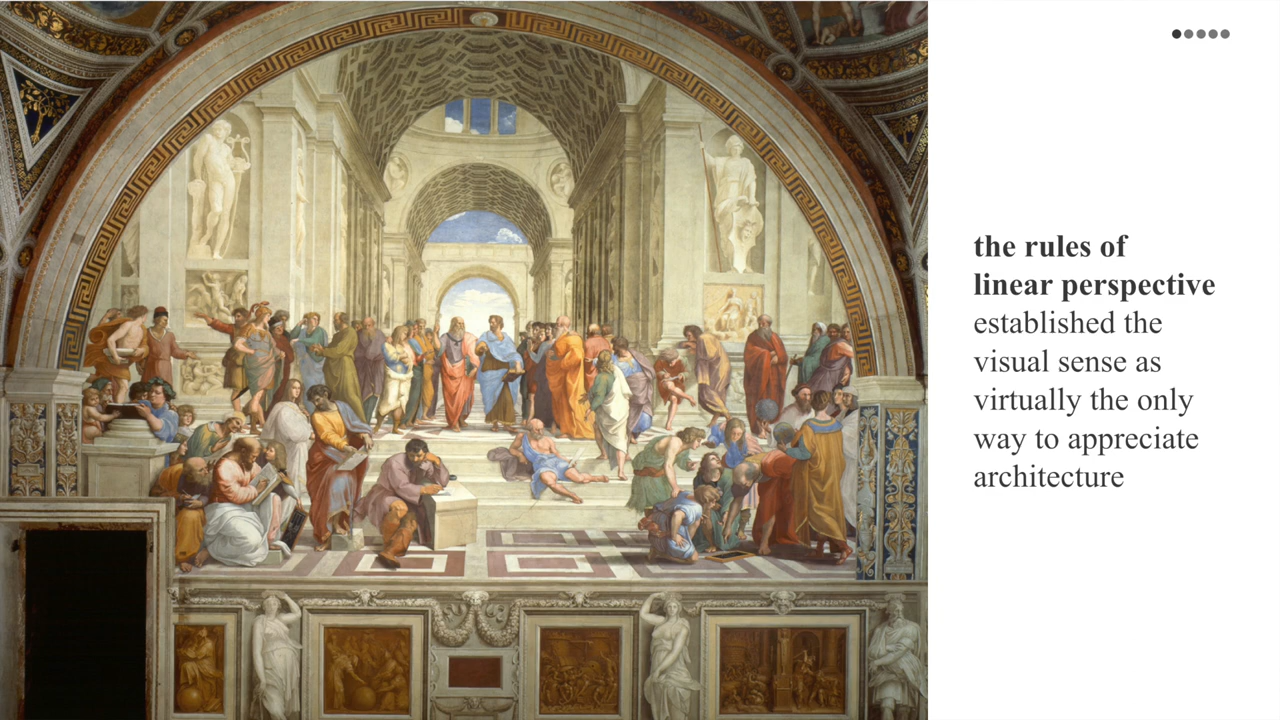 the rules of
linear perspective
established the
visual sense as
virtually the only
way to appreciate
architecture